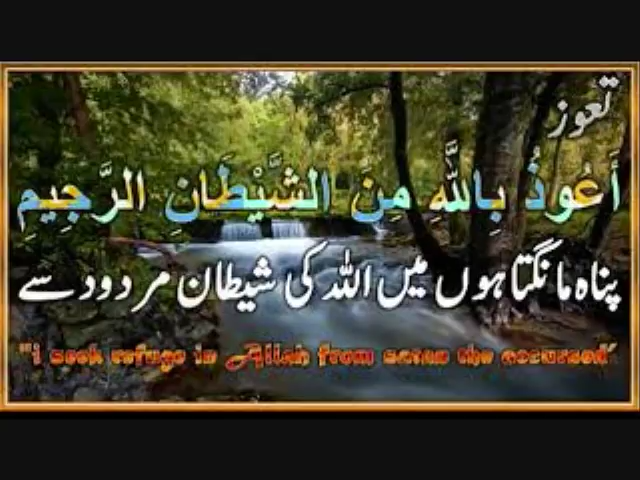 تعوز
أَعُوذُ بِاللَّهِ مِنَ الشَّيْطَانِ الرَّجِيمِ
پناہ مانگتا ہوں میں اللہ کی شیطان مردود سے
"i seek refuge in Allah from satan the accursed"